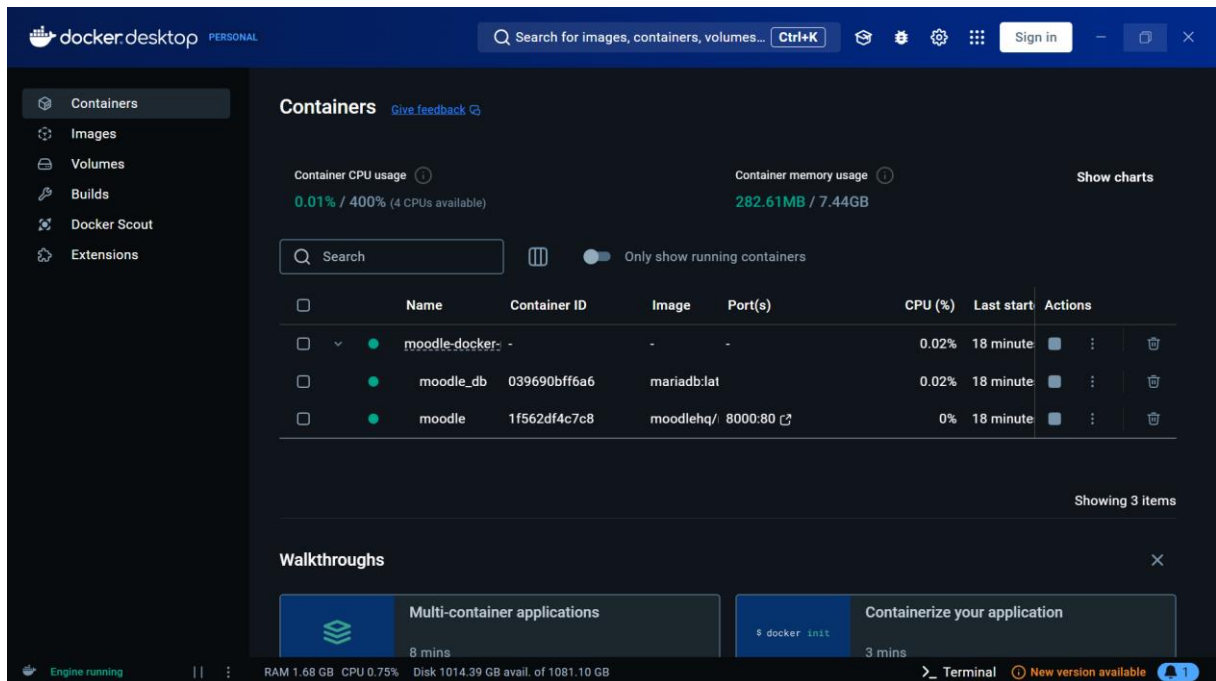 docker.desktop PERSONAL
Search for images, containers, volumes... Ctrl+K
Sign in
Containers
Images
Volumes
Builds
Docker Scout
Extensions
Containers Give feedback
Container CPU usage
0.01% / 400% (4 CPUs available)
Container memory usage
282.61MB / 7.44GB
Show charts
Search
Only show running containers
Name Container ID Image Port(s) CPU (%) Last start Actions
moodle-docker- - - - 0.02% 18 minute
moodle_db 039690bff6a6 mariadb:lat 0.02% 18 minute
moodle 1f562df4c7c8 moodlehq/ 8000:80 0% 18 minute
Showing 3 items
Walkthroughs
Multi-container applications
8 mins
$ docker init
Containerize your application
3 mins
Engine running RAM 1.68 GB CPU 0.75% Disk 1014.39 GB avail. of 1081.10 GB >_ Terminal New version available 1